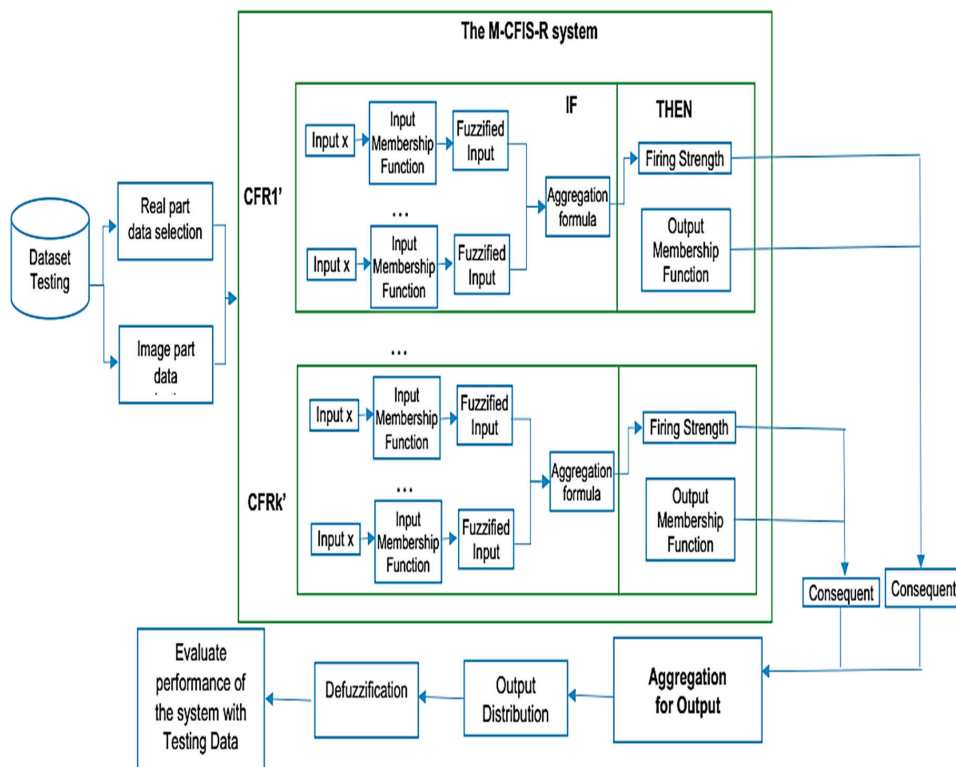 The M-CFIS-R system
IF
THEN
CFR1’
Input x
Input
Membership
Function
Fuzzified
Input
...
Input x
Input
Membership
Function
Fuzzified
Input
Aggregation
formula
Firing Strength
Output
Membership
Function
Dataset
Testing
Real part
data selection
Image part
data
...
CFRk’
Input x
Input
Membership
Function
Fuzzified
Input
...
Input x
Input
Membership
Function
Fuzzified
Input
Aggregation
formula
Firing Strength
Output
Membership
Function
Consequent
Consequent
Aggregation
for Output
Output
Distribution
Defuzzification
Evaluate
performance of
the system with
Testing Data